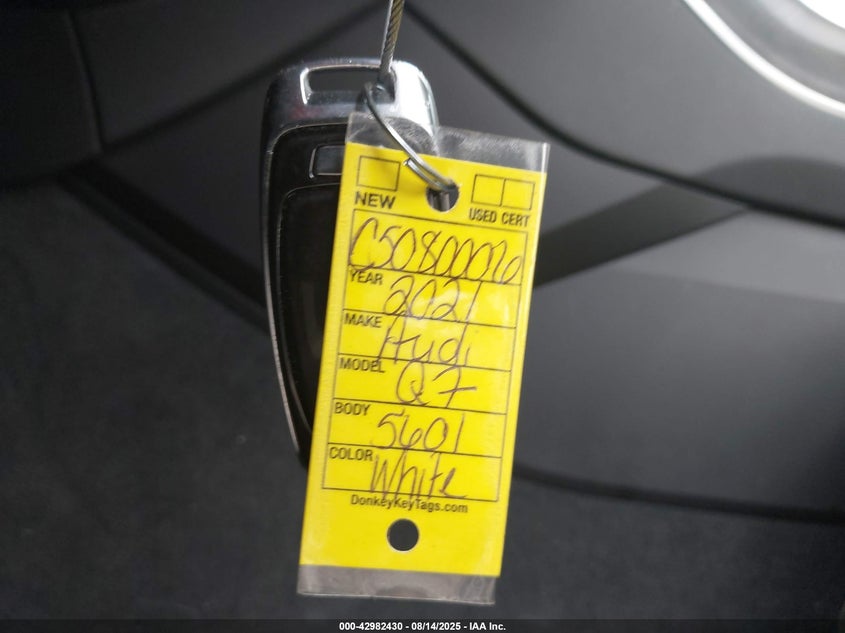 NEW
USED CERT
YEAR 2021
MAKE Audi
MODEL Q7
BODY 5601
COLOR White
DonkeyKeyTags.com
000-42982430 - 08/14/2025 - IAA Inc.